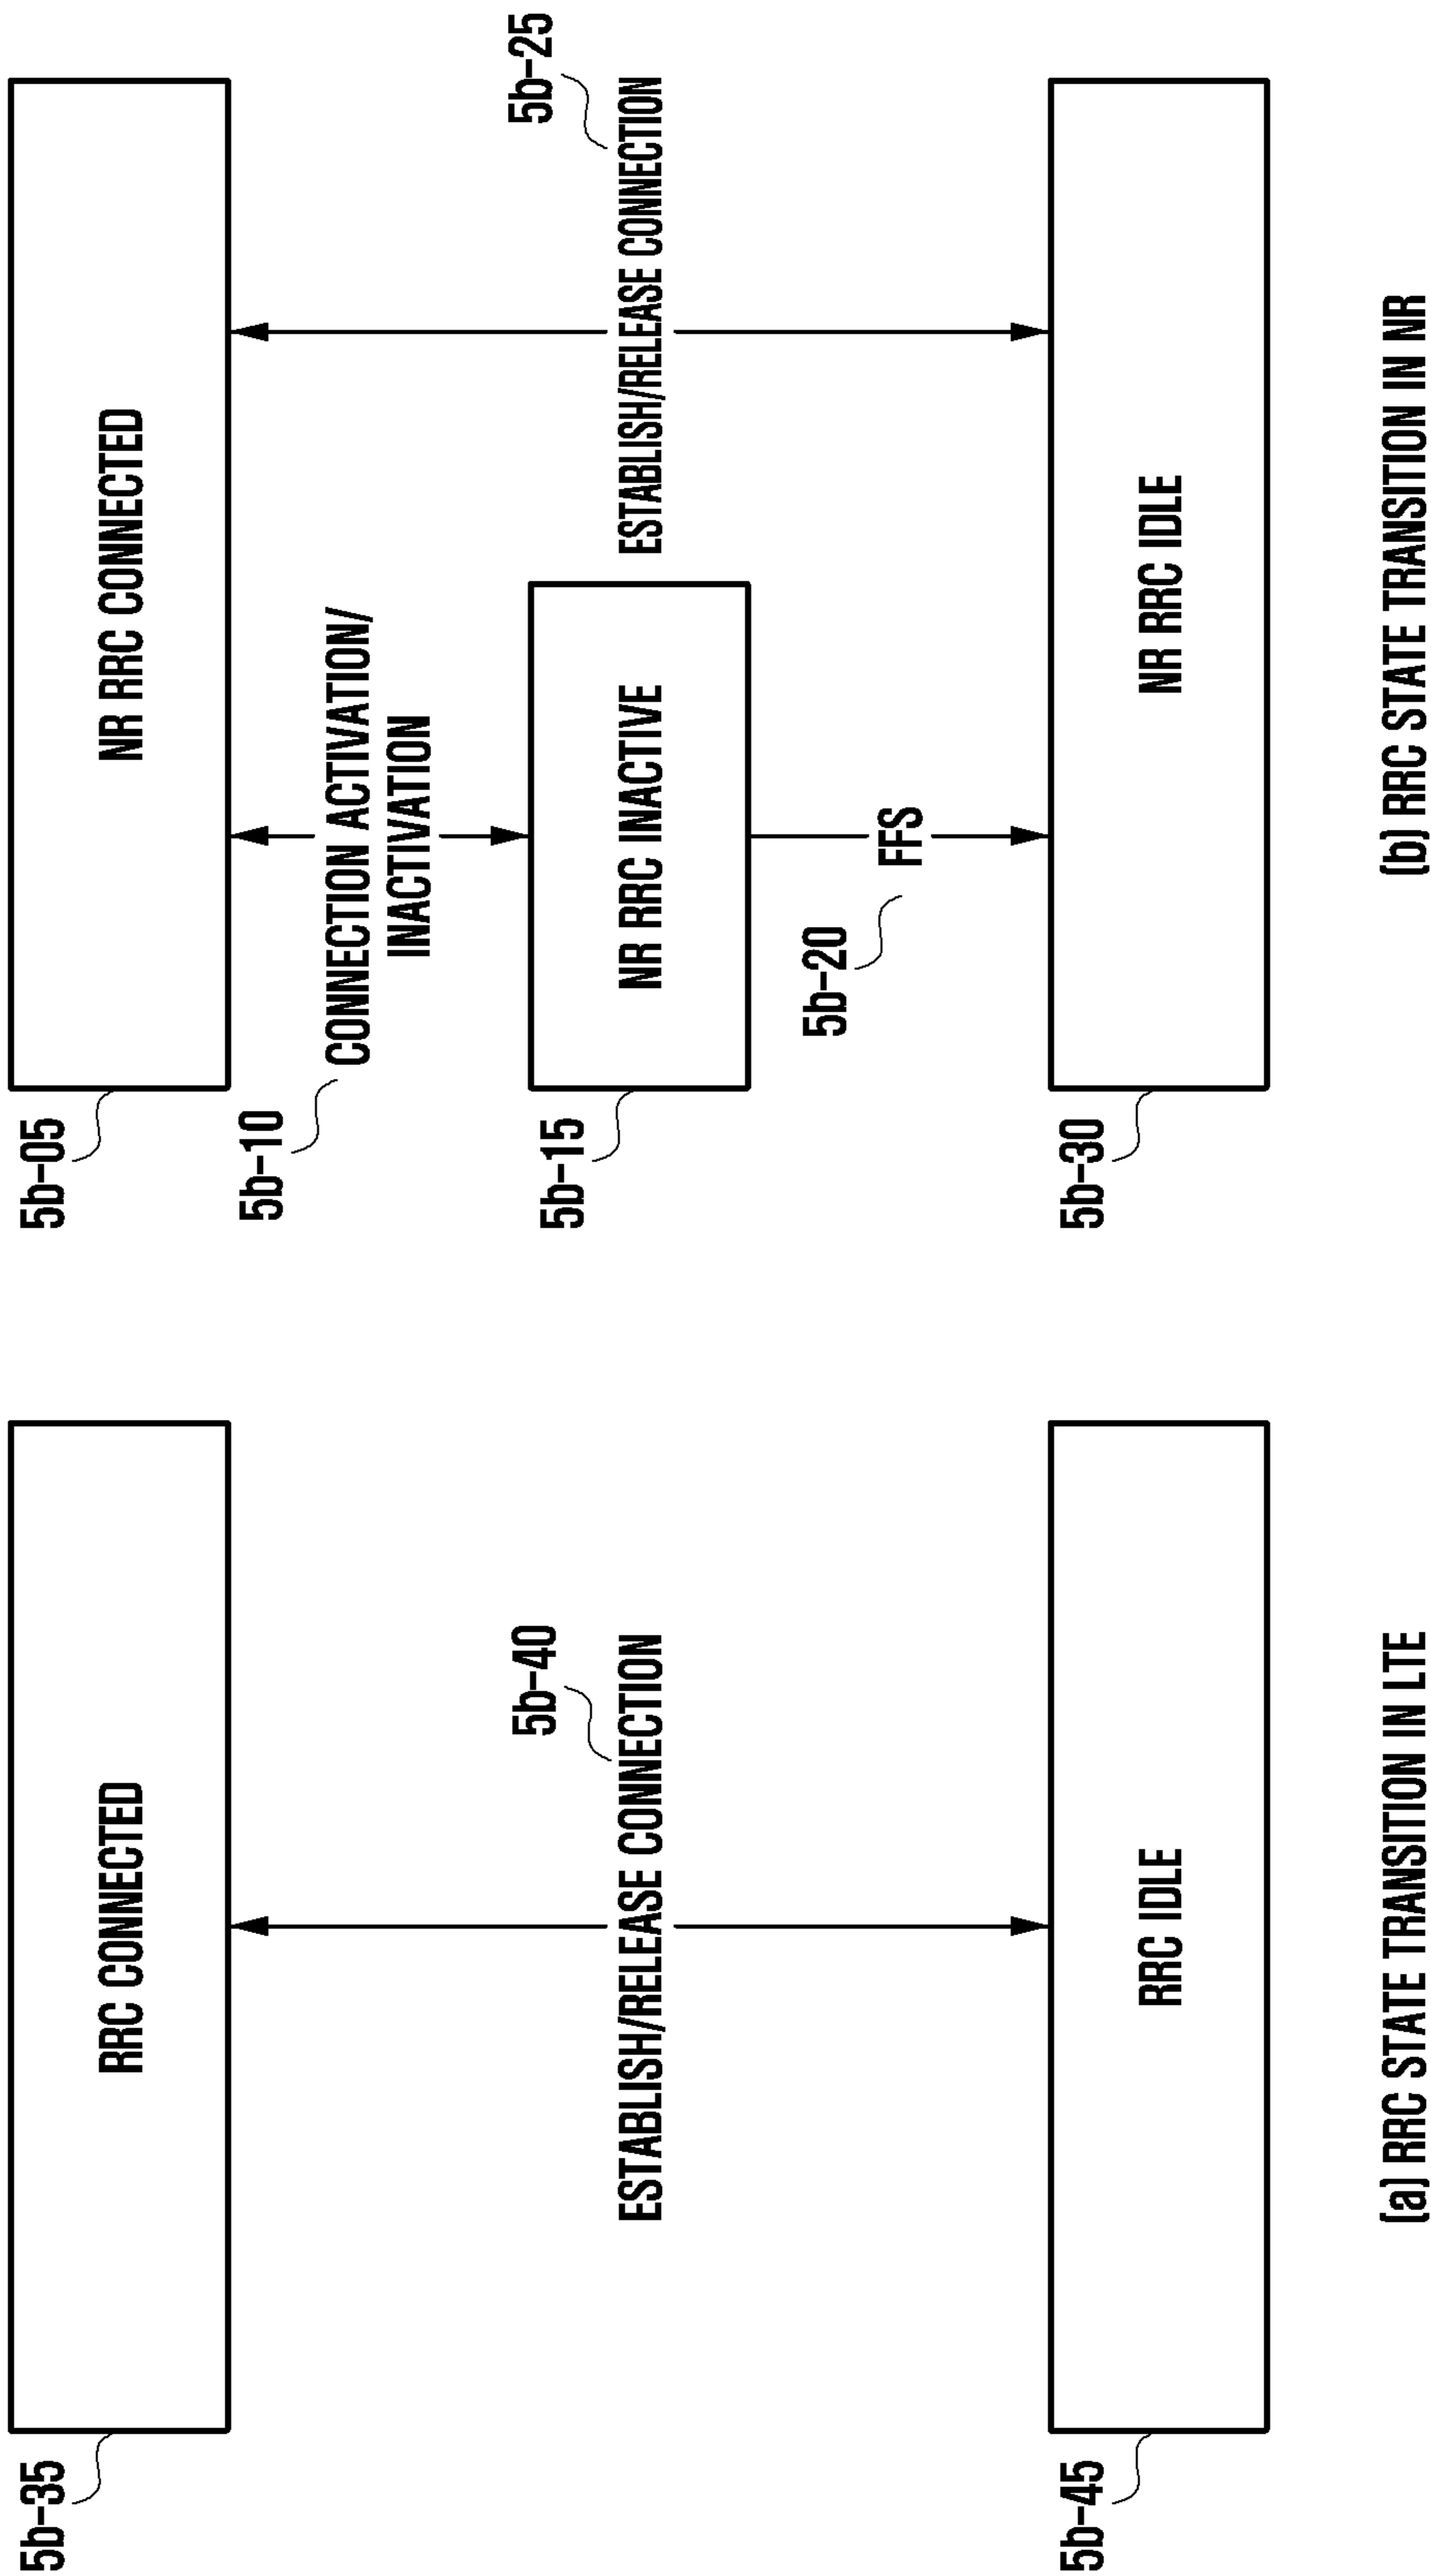 5b-35
RRC CONNECTED
5b-40
ESTABLISH/RELEASE CONNECTION
5b-45
RRC IDLE
(a) RRC STATE TRANSITION IN LTE
5b-05
NR RRC CONNECTED
5b-10
CONNECTION ACTIVATION/
INACTIVATION
5b-25
ESTABLISH/RELEASE CONNECTION
5b-15
NR RRC INACTIVE
5b-20
FFS
5b-30
NR RRC IDLE
(b) RRC STATE TRANSITION IN NR